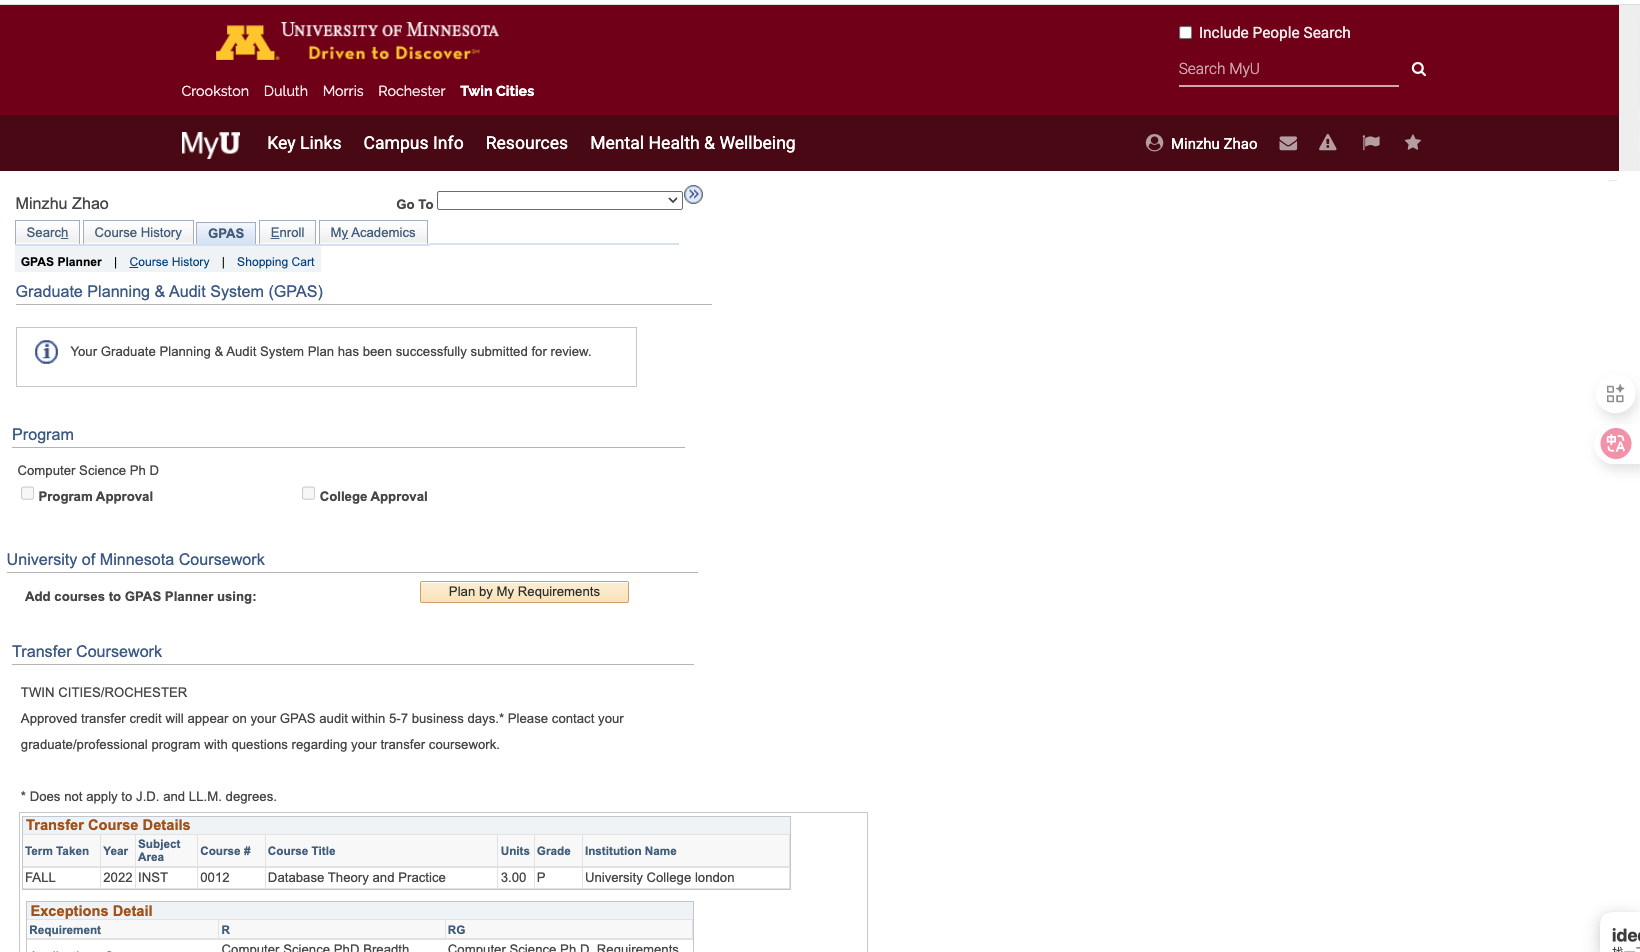 UNIVERSITY OF MINNESOTA
Driven to Discover℠
Include People Search
Search MyU
Crookston Duluth Morris Rochester Twin Cities
MyU Key Links Campus Info Resources Mental Health & Wellbeing Minzhu Zhao
Minzhu Zhao Go To
Search Course History GPAS Enroll My Academics
GPAS Planner | Course History | Shopping Cart
Graduate Planning & Audit System (GPAS)
Your Graduate Planning & Audit System Plan has been successfully submitted for review.
Program
Computer Science Ph D
Program Approval College Approval
University of Minnesota Coursework
Add courses to GPAS Planner using: Plan by My Requirements
Transfer Coursework
TWIN CITIES/ROCHESTER
Approved transfer credit will appear on your GPAS audit within 5-7 business days.* Please contact your
graduate/professional program with questions regarding your transfer coursework.
* Does not apply to J.D. and LL.M. degrees.
Transfer Course Details
Term Taken Year Subject Area Course # Course Title Units Grade Institution Name
FALL 2022 INST 0012 Database Theory and Practice 3.00 P University College london
Exceptions Detail
Requirement R RG
Computer Science PhD Breadth Computer Science Ph.D. Requirements